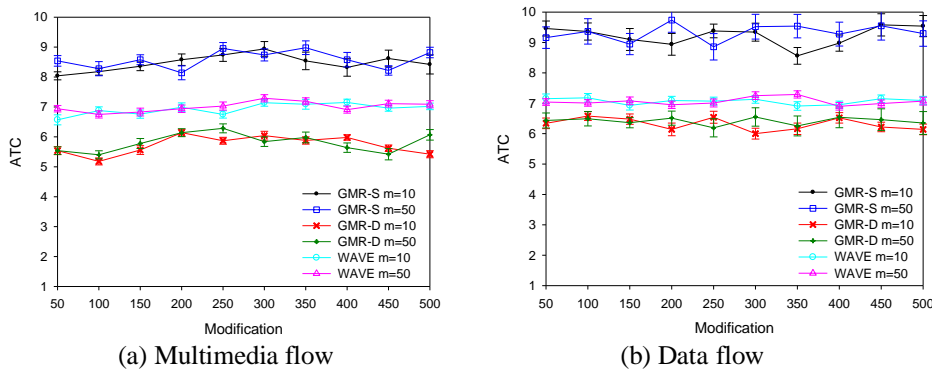 10
9
8
7
6
5
4
3
2
1
ATC
GMR-S m=10
GMR-S m=50
GMR-D m=10
GMR-D m=50
WAVE m=10
WAVE m=50
50 100 150 200 250 300 350 400 450 500
Modification
(a) Multimedia flow
10
9
8
7
6
5
4
3
2
1
ATC
GMR-S m=10
GMR-S m=50
GMR-D m=10
GMR-D m=50
WAVE m=10
WAVE m=50
50 100 150 200 250 300 350 400 450 500
Modification
(b) Data flow